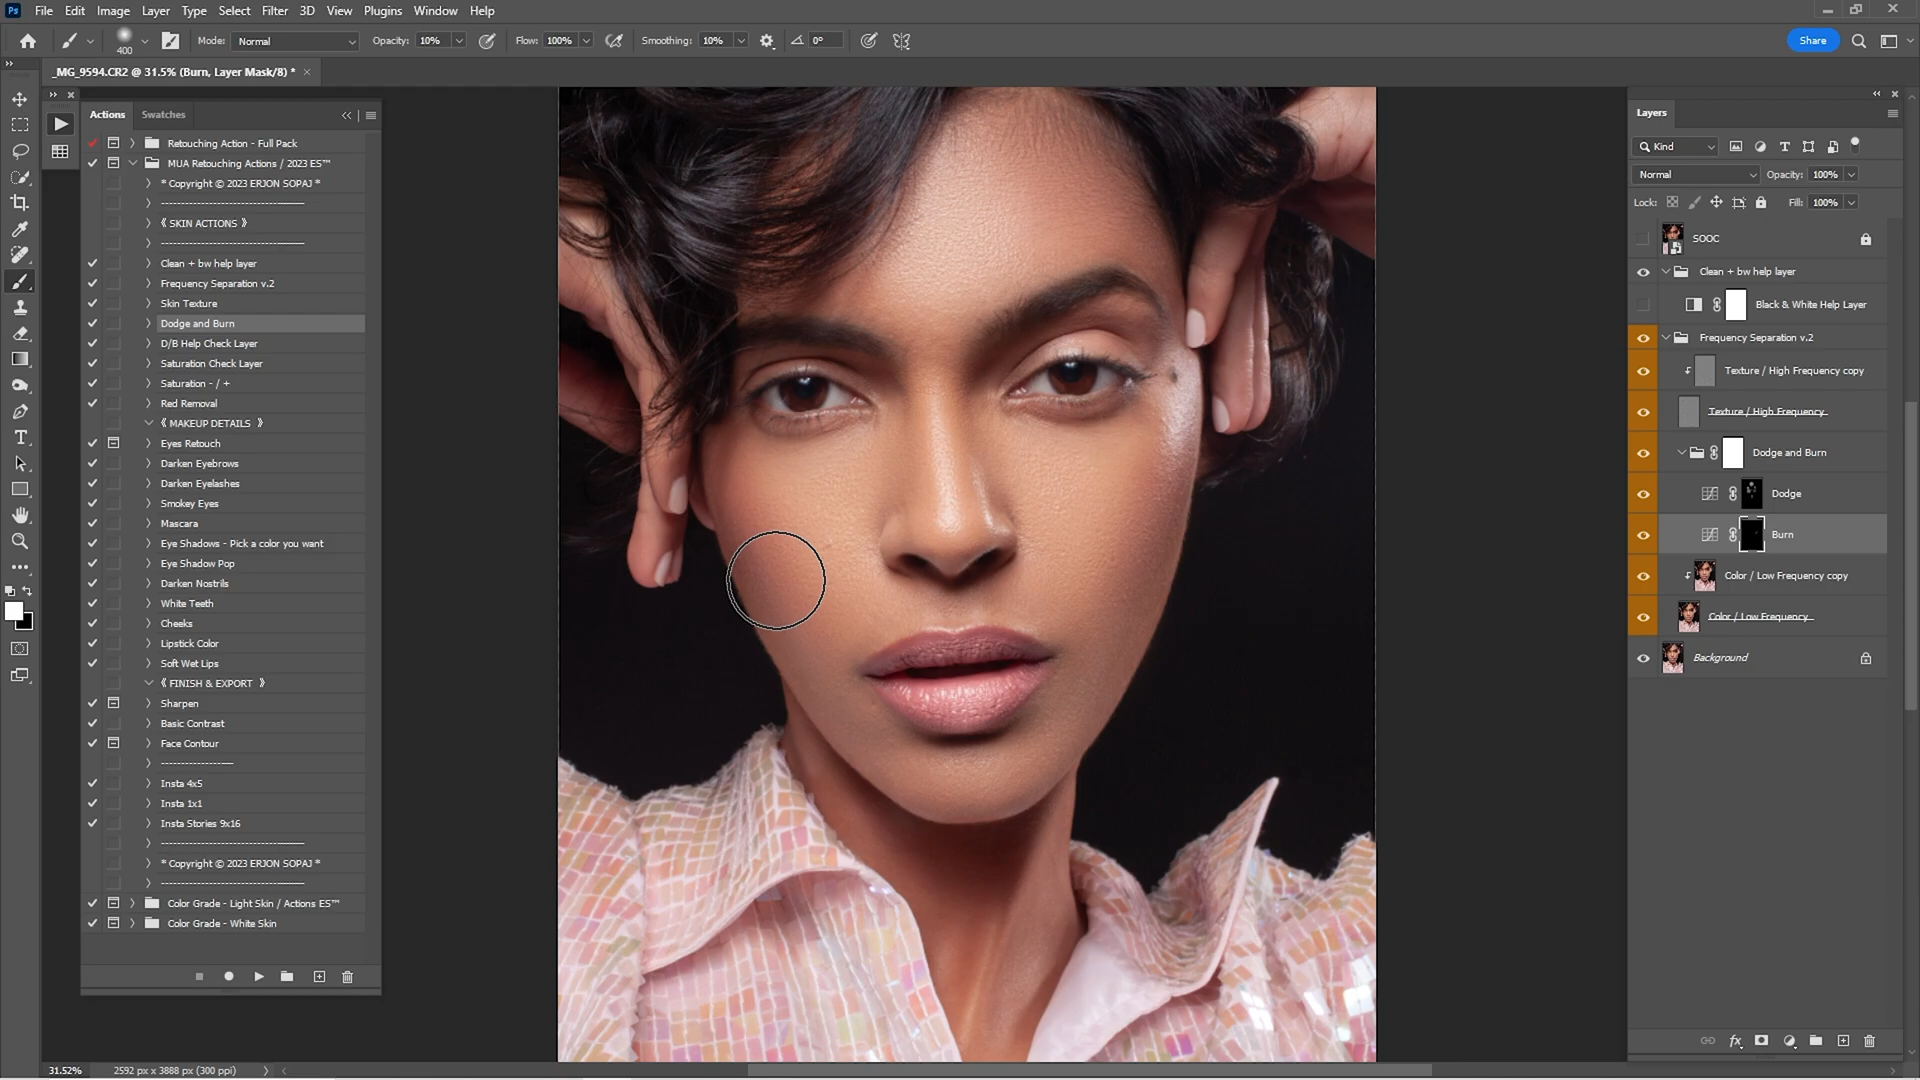 Ps File Edit Image Layer Type Select Filter 3D View Plugins Window Help
400 Mode: Normal Opacity: 10% Flow: 100% Smoothing: 10% 0° Share
_MG_9594.CR2 @ 31.5% (Burn, Layer Mask/8) *
Actions Swatches
Retouching Action - Full Pack
MUA Retouching Actions / 2023 ES™
* Copyright © 2023 ERJON SOPAJ *
------------------------------------
《 SKIN ACTIONS 》
------------------------------------
Clean + bw help layer
Frequency Separation v.2
Skin Texture
Dodge and Burn
D/B Help Check Layer
Saturation Check Layer
Saturation - / +
Red Removal
《 MAKEUP DETAILS 》
Eyes Retouch
Darken Eyebrows
Darken Eyelashes
Smokey Eyes
Mascara
Eye Shadows - Pick a color you want
Eye Shadow Pop
Darken Nostrils
White Teeth
Cheeks
Lipstick Color
Soft Wet Lips
《 FINISH & EXPORT 》
Sharpen
Basic Contrast
Face Contour
------------------
Insta 4x5
Insta 1x1
Insta Stories 9x16
------------------------------------
* Copyright © 2023 ERJON SOPAJ *
------------------------------------
Color Grade - Light Skin / Actions ES™
Color Grade - White Skin
Layers
Kind
Normal Opacity: 100%
Lock: Fill: 100%
SOOC
Clean + bw help layer
Black & White Help Layer
Frequency Separation v.2
Texture / High Frequency copy
Texture / High Frequency
Dodge and Burn
Dodge
Burn
Color / Low Frequency copy
Color / Low Frequency
Background
fx
31.52% 2592 px x 3888 px (300 ppi)